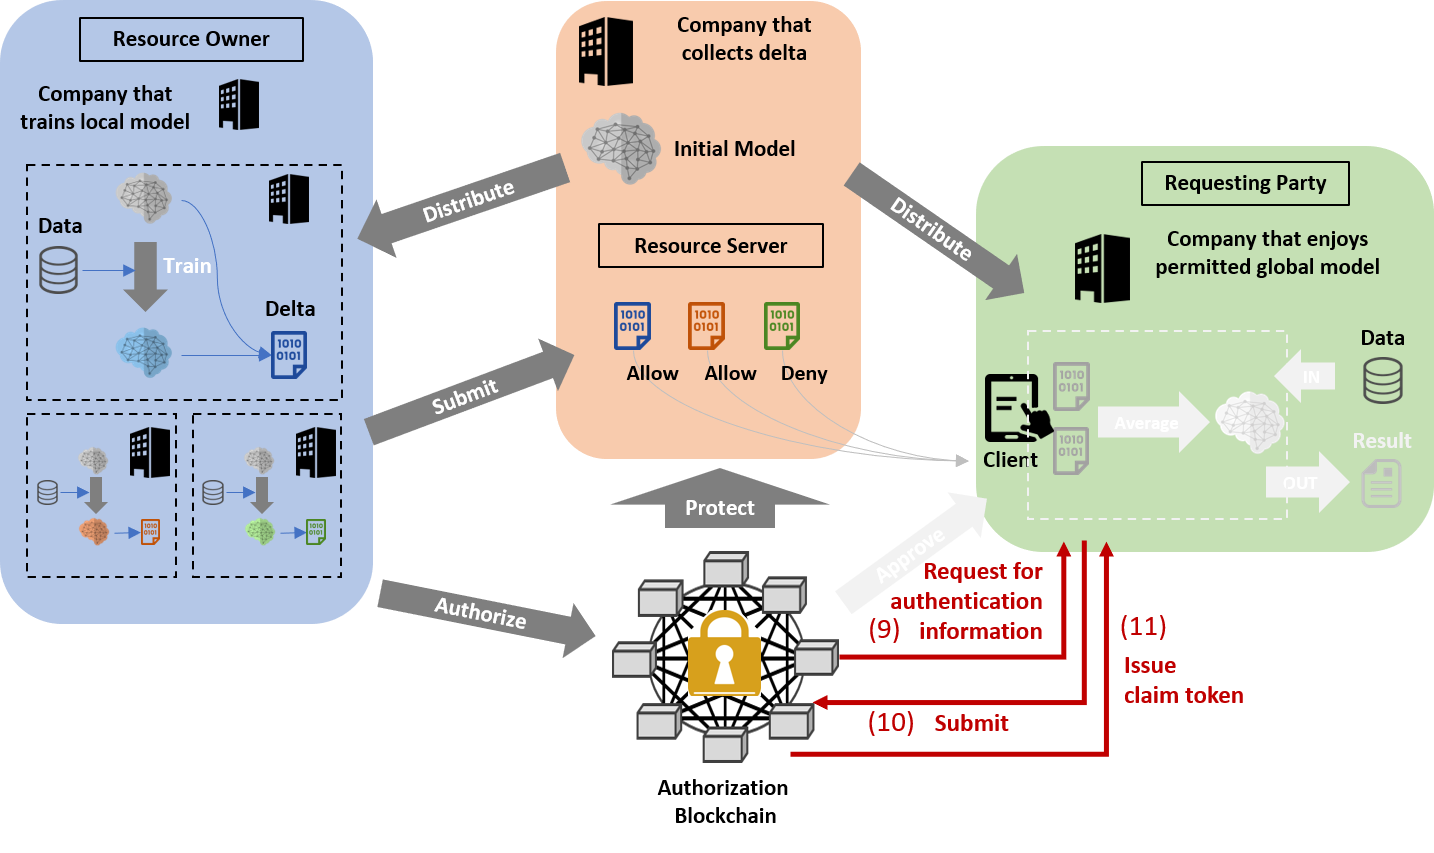 Resource Owner
Company that
trains local model
Data
Train
Delta
1010
0101
1010
0101
1010
0101
Distribute
Submit
Authorize
Company that
collects delta
Initial Model
Resource Server
1010
0101
1010
0101
1010
0101
Allow
Allow
Deny
Protect
Authorization
Blockchain
Distribute
Approve
Requesting Party
Company that enjoys
permitted global model
Client
1010
0101
1010
0101
Average
Data
IN
Result
OUT
Request for
authentication
(9) information
(10) Submit
(11)
Issue
claim token